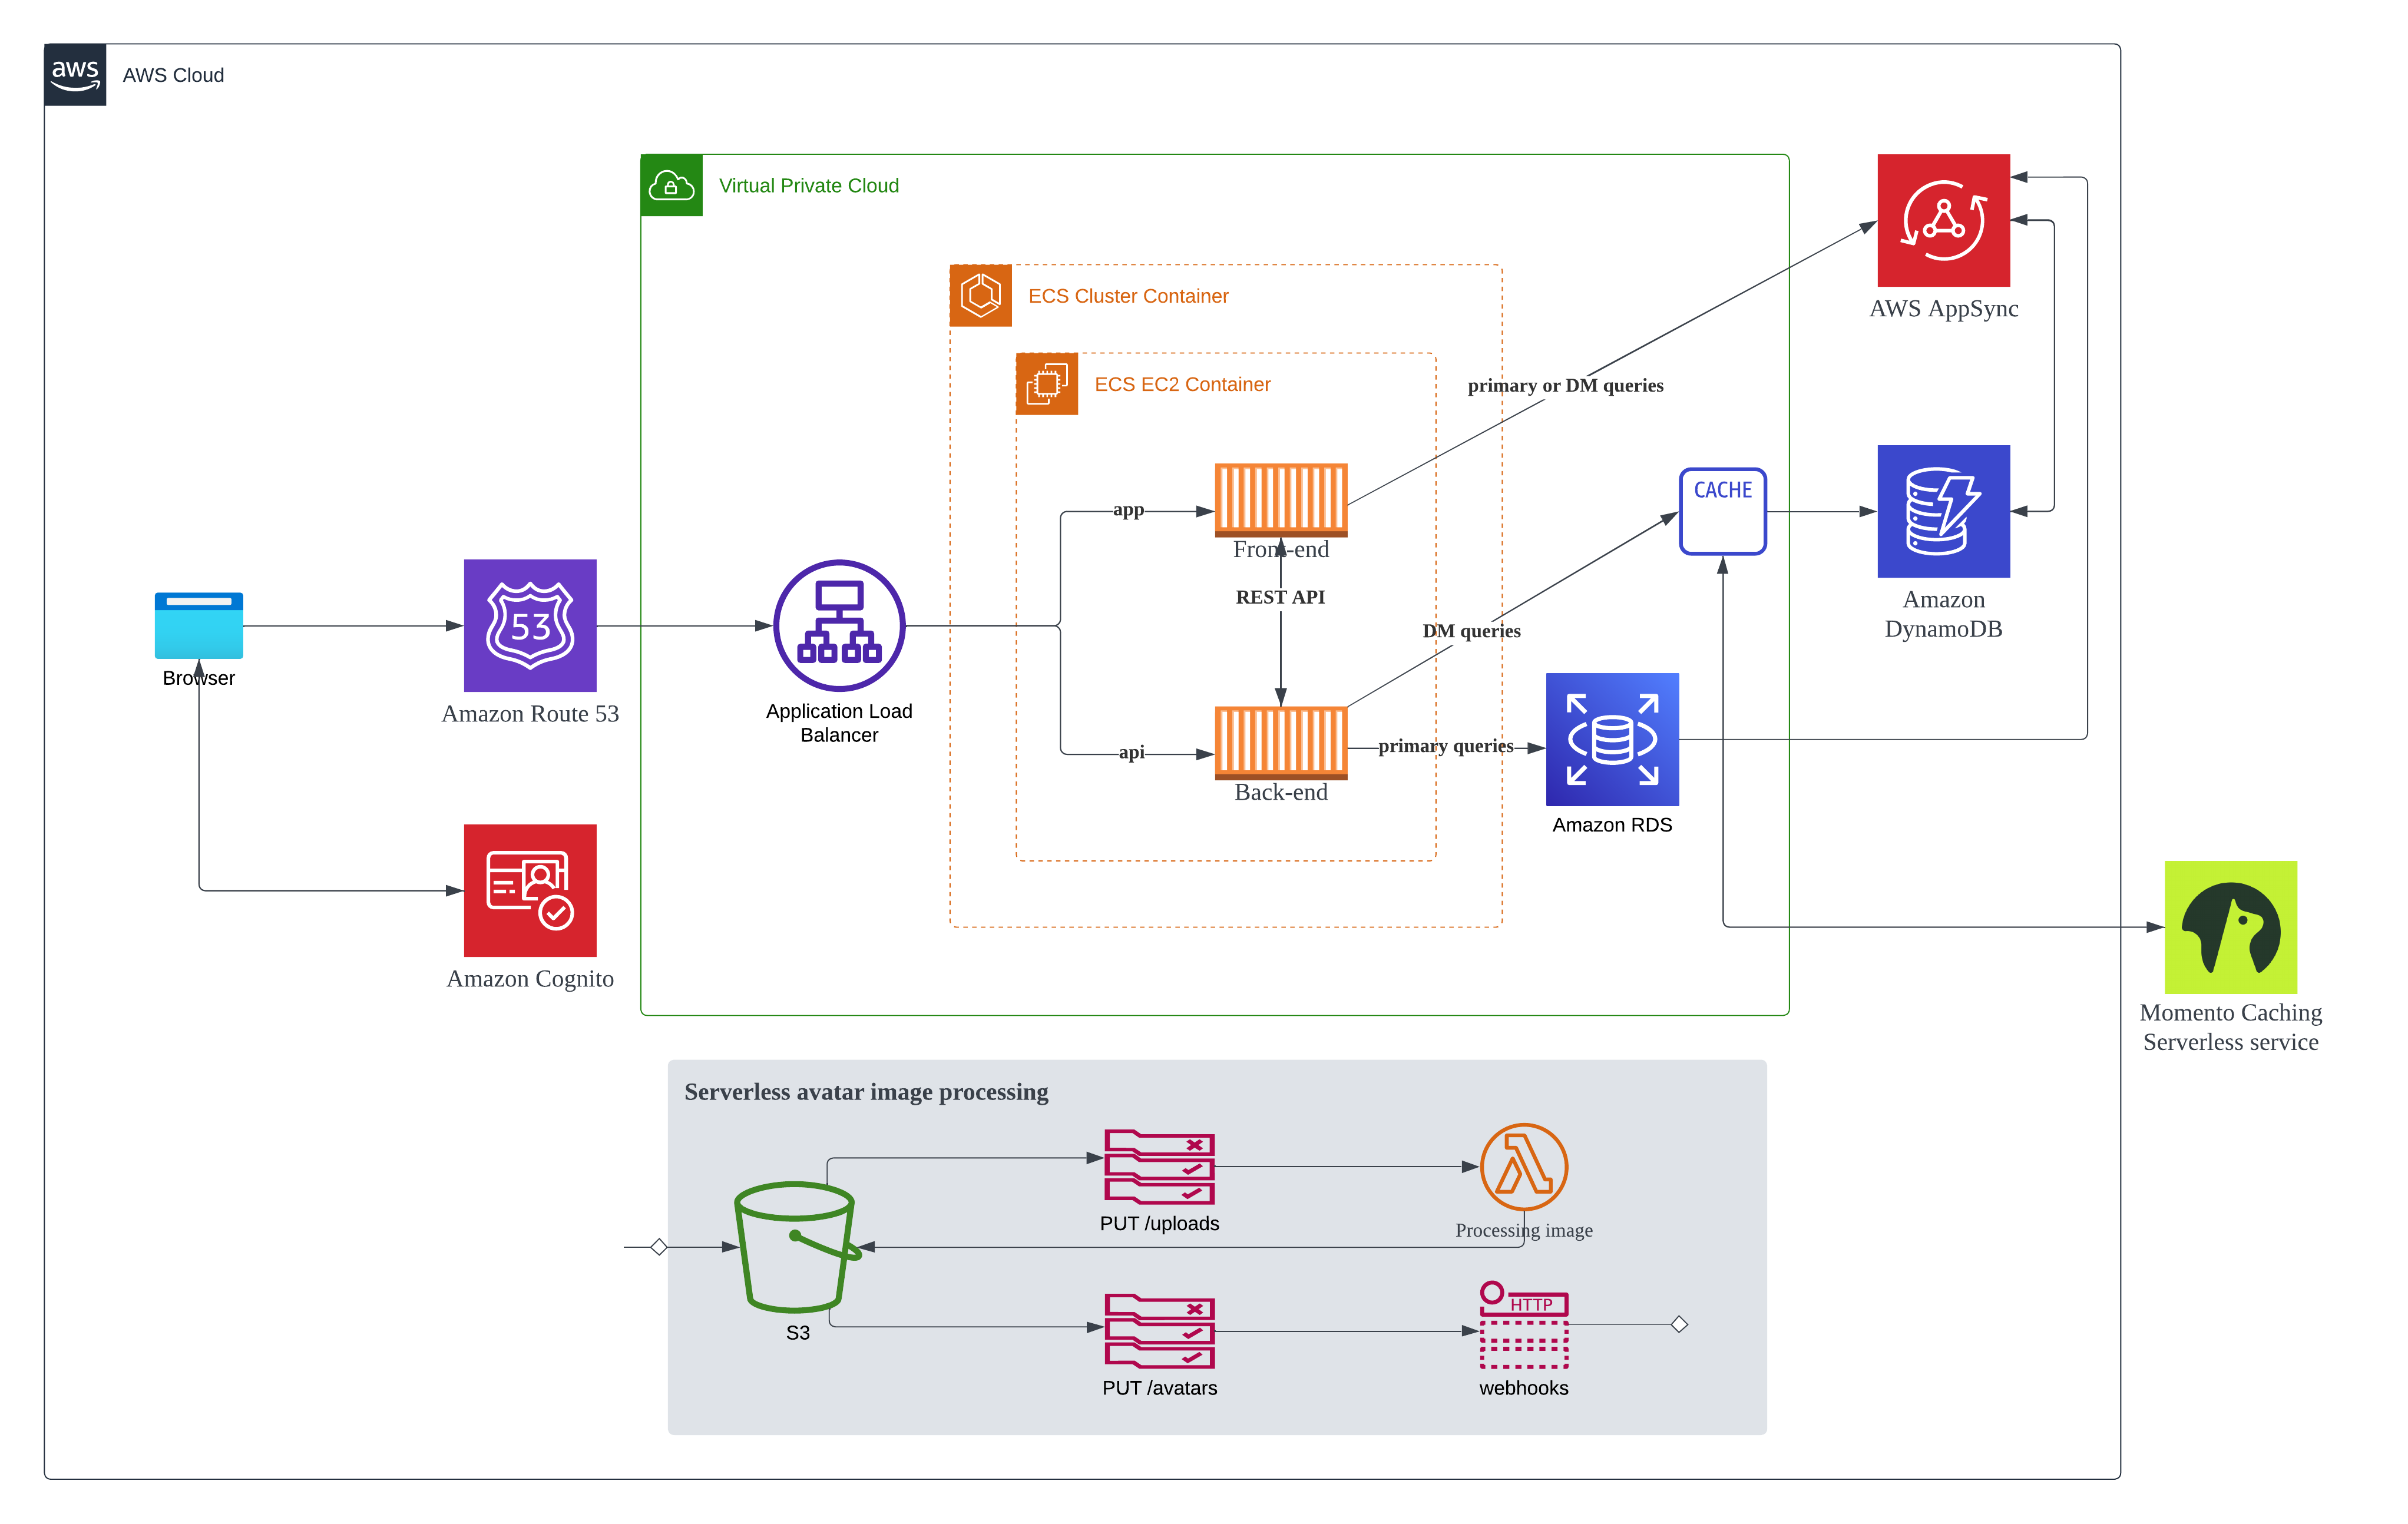 aws
AWS Cloud
Virtual Private Cloud
ECS Cluster Container
AWS AppSync
ECS EC2 Container
primary or DM queries
CACHE
app
Front-end
REST API
DM queries
Amazon
DynamoDB
53
Browser
Amazon Route 53
Application Load
Balancer
api
primary queries
Back-end
Amazon RDS
Amazon Cognito
Momento Caching
Serverless service
Serverless avatar image processing
PUT /uploads
Processing image
S3
HTTP
PUT /avatars
webhooks